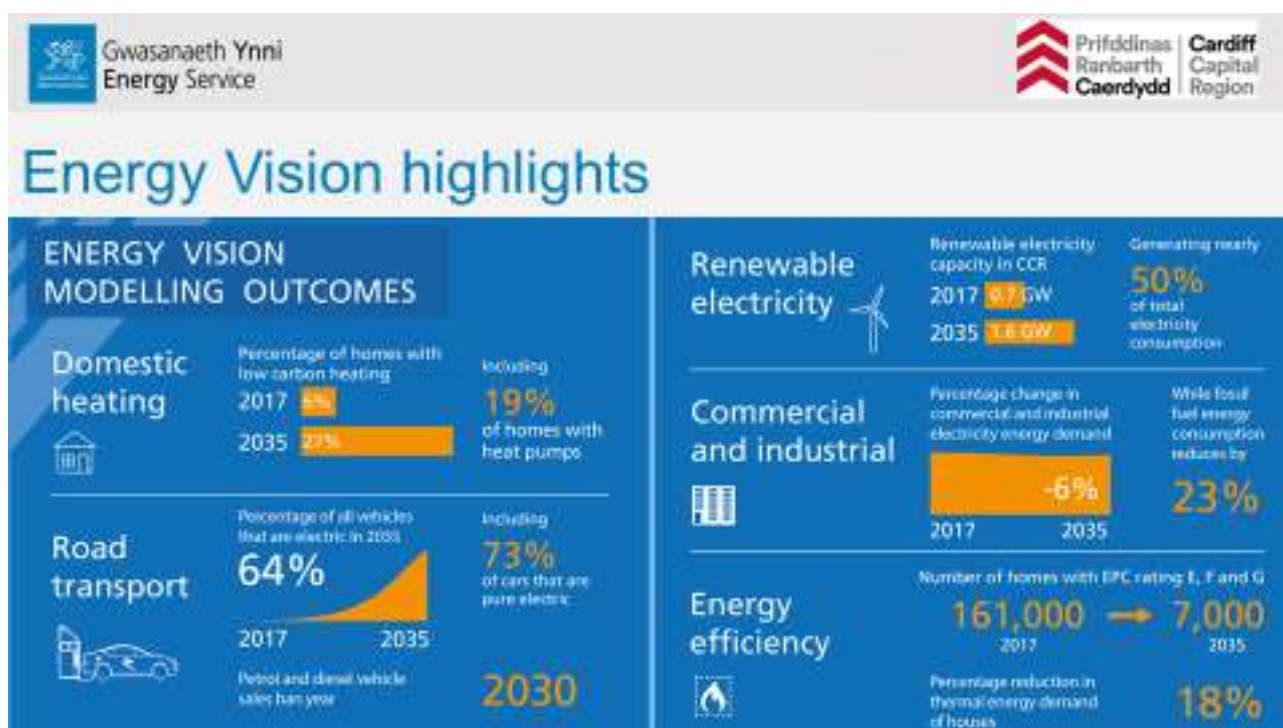 Gwasanaeth Ynni
Energy Service
Prifddinas
Ranbarth
Caerdydd
Cardiff
Capital
Region
Energy Vision highlights
ENERGY VISION
MODELLING OUTCOMES
Domestic
heating
Percentage of homes with
low carbon heating
2017 6%
2035 27%
Including
19%
of homes with
heat pumps
Road
transport
Percentage of all vehicles
that are electric in 2035
64%
2017 2035
Including
73%
of cars that are
pure electric
Petrol and diesel vehicle
sales ban year
2030
Renewable
electricity
Renewable electricity
capacity in CCR
2017 0.7 GW
2035 1.6 GW
Generating nearly
50%
of total
electricity
consumption
Commercial
and industrial
Percentage change in
commercial and industrial
electricity energy demand
-6%
2017 2035
While fossil
fuel energy
consumption
reduces by
23%
Energy
efficiency
Number of homes with EPC rating E, F and G
161,000 → 7,000
2017 2035
Percentage reduction in
thermal energy demand
of houses
18%